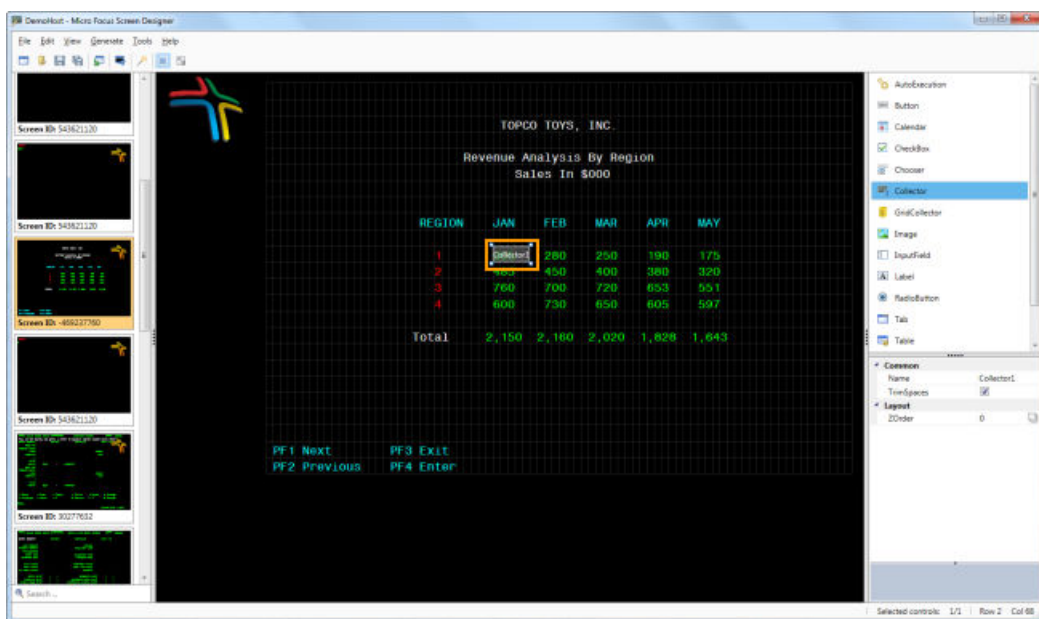 DemoHost - Micro Focus Screen Designer
File Edit View Generate Tools Help
Screen ID: 543621120
Screen ID: 543621120
Screen ID: -469237760
Screen ID: 543621120
Screen ID: 30277632
Search ...
TOPCO TOYS, INC.
Revenue Analysis By Region
Sales In $000
REGION JAN FEB MAR APR MAY
1 Collector1 280 250 190 175
2 485 450 400 380 320
3 760 700 720 653 551
4 600 730 650 605 597
Total 2,150 2,160 2,020 1,828 1,643
PF1 Next PF3 Exit
PF2 Previous PF4 Enter
AutoExecution
Button
Calendar
CheckBox
Chooser
Collector
GridCollector
Image
InputField
Label
RadioButton
Tab
Table
Common
Name Collector1
TrimSpaces
Layout
ZOrder 0
Selected controls: 1/1 Row 2 Col 68